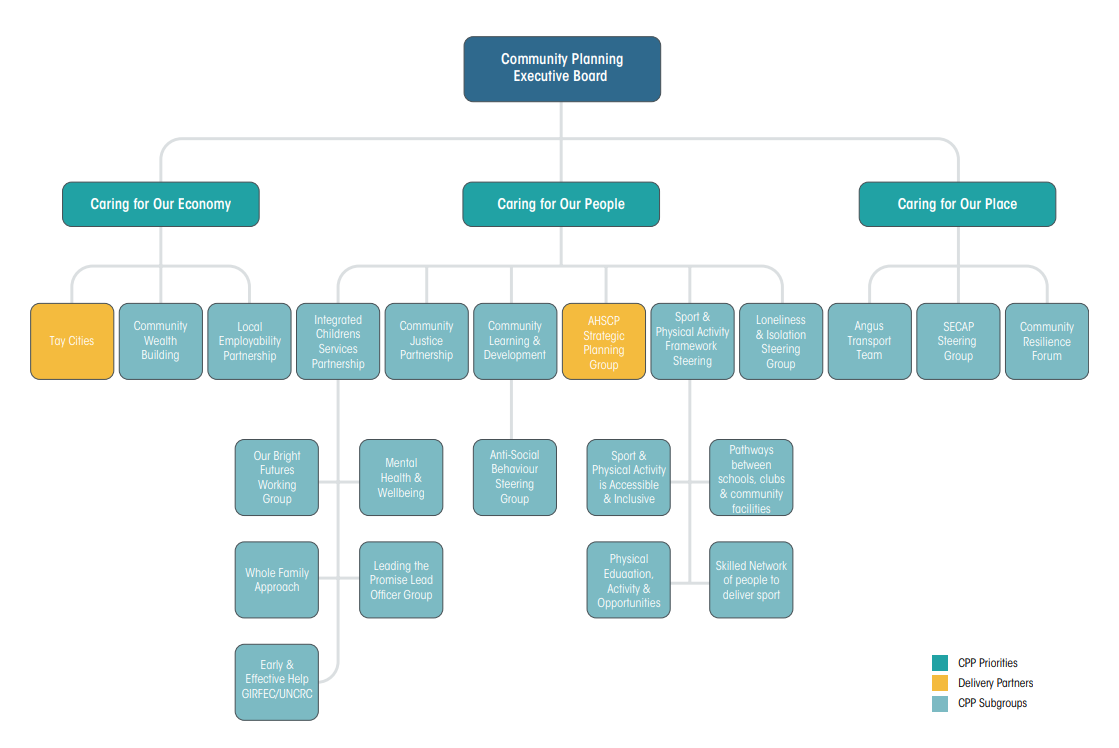 Community Planning
Executive Board
Caring for Our Economy
Caring for Our People
Caring for Our Place
Tay Cities
Community
Wealth
Building
Local
Employability
Partnership
Integrated
Childrens
Services
Partnership
Community
Justice
Partnership
Community
Learning &
Development
AHSCP
Strategic
Planning
Group
Sport &
Physical Activity
Framework
Steering
Loneliness
& Isolation
Steering
Group
Angus
Transport
Team
SECAP
Steering
Group
Community
Resilience
Forum
Our Bright
Futures
Working
Group
Mental
Health &
Wellbeing
Anti-Social
Behaviour
Steering
Group
Sport &
Physical Activity
is Accessible
& Inclusive
Pathways
between
schools, clubs
& community
facilities
Whole Family
Approach
Leading the
Promise Lead
Officer Group
Physical
Eduation,
Activity &
Opportunities
Skilled Network
of people to
deliver sport
Early &
Effective Help
GIRFEC/UNCRC
CPP Priorities
Delivery Partners
CPP Subgroups